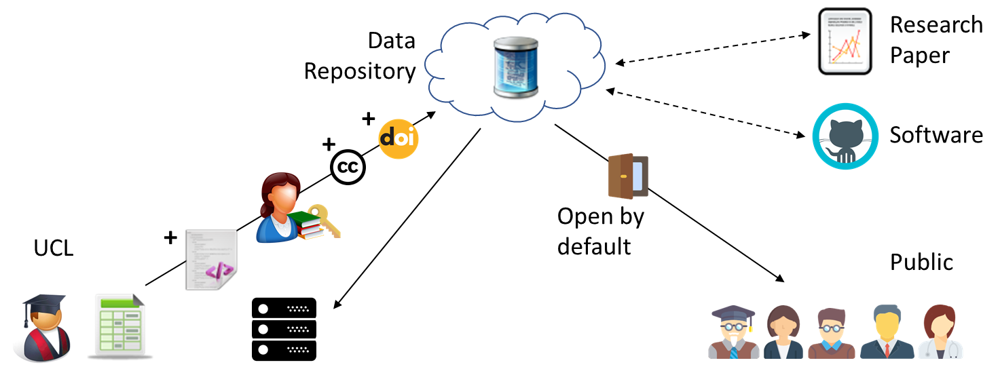 Data
Repository
Research
Paper
Software
+
doi
+
cc
+
</>
UCL
Open by
default
Public